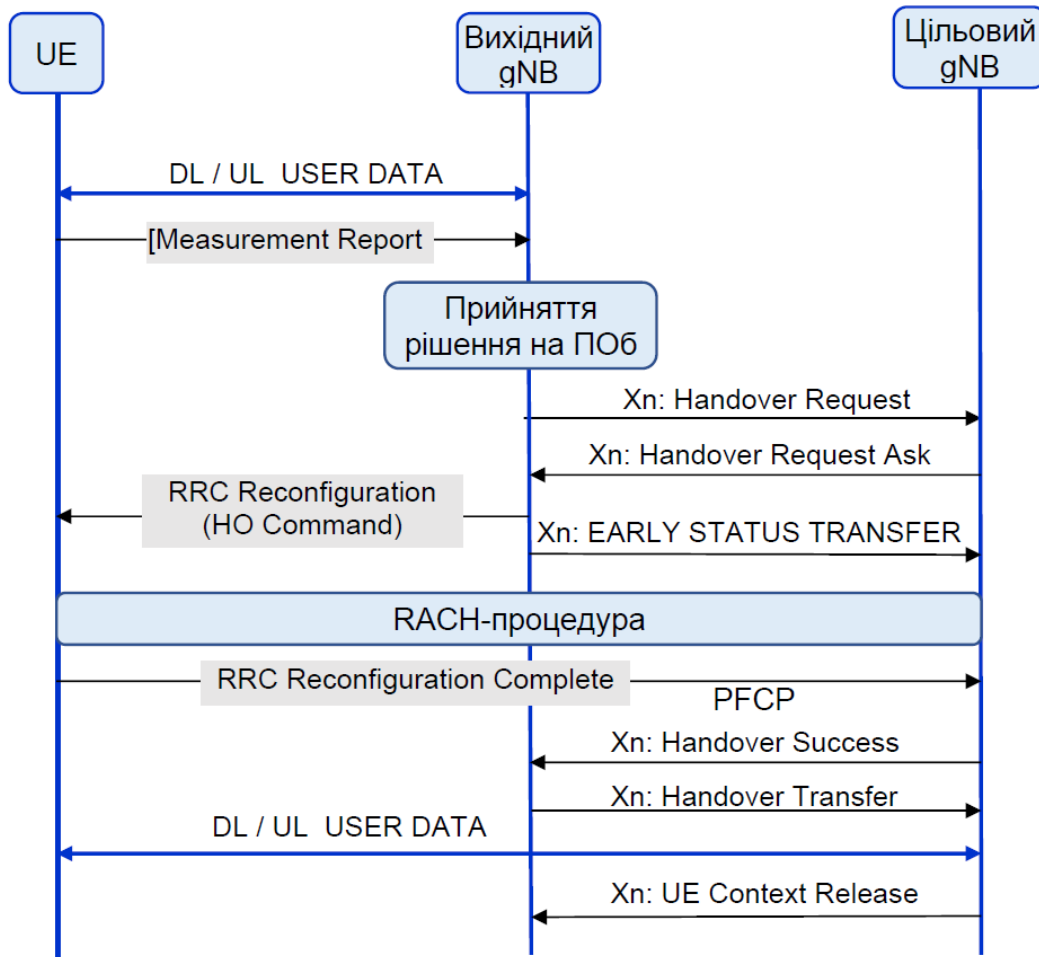 UE
Вихідний
gNB
Цільовий
gNB
DL / UL USER DATA
[Measurement Report
Прийняття
рішення на ПОб
Xn: Handover Request
Xn: Handover Request Ask
RRC Reconfiguration
(HO Command)
Xn: EARLY STATUS TRANSFER
RACH-процедура
RRC Reconfiguration Complete
PFCP
Xn: Handover Success
Xn: Handover Transfer
DL / UL USER DATA
Xn: UE Context Release